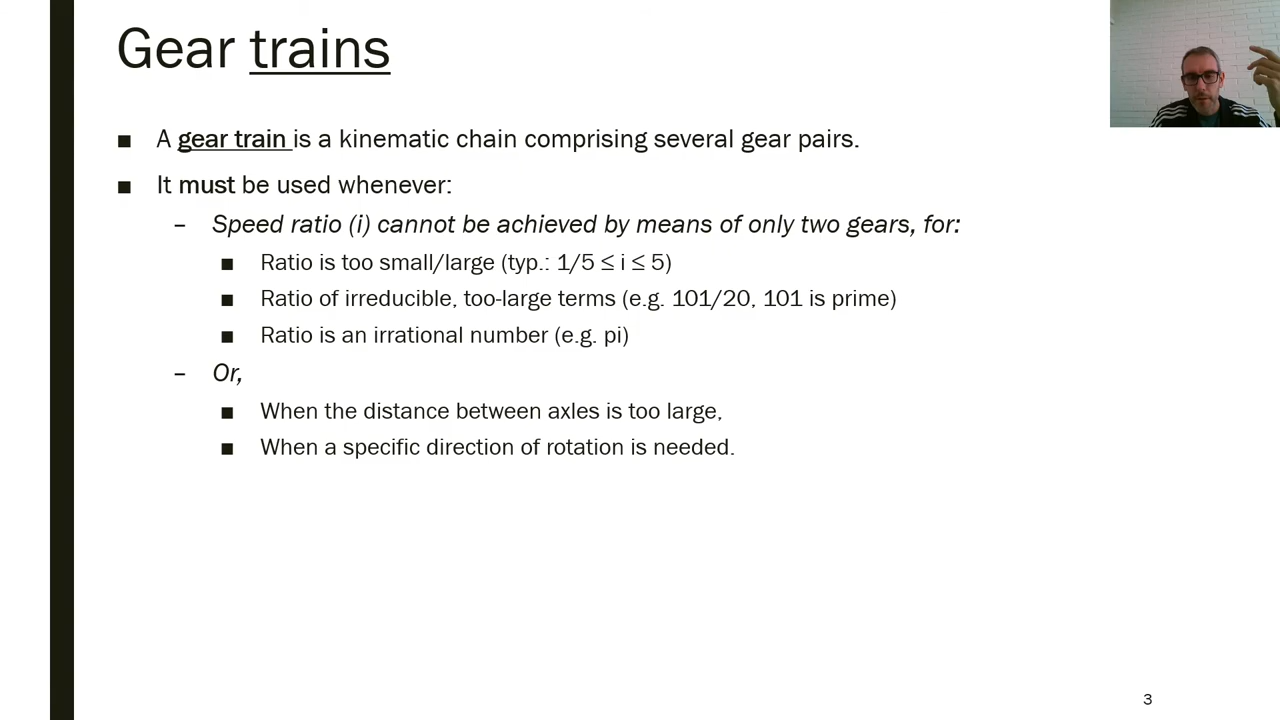 Gear trains
■ A gear train is a kinematic chain comprising several gear pairs.
■ It must be used whenever:
– Speed ratio (i) cannot be achieved by means of only two gears, for:
■ Ratio is too small/large (typ.: 1/5 ≤ i ≤ 5)
■ Ratio of irreducible, too-large terms (e.g. 101/20, 101 is prime)
■ Ratio is an irrational number (e.g. pi)
– Or,
■ When the distance between axles is too large,
■ When a specific direction of rotation is needed.
3